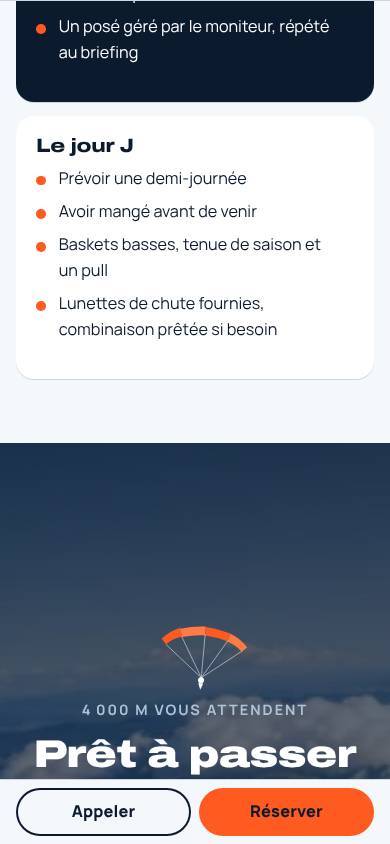 Un posé géré par le moniteur, répété
au briefing
Le jour J
Prévoir une demi-journée
Avoir mangé avant de venir
Baskets basses, tenue de saison et
un pull
Lunettes de chute fournies,
combinaison prêtée si besoin
4 000 M VOUS ATTENDENT
Prêt à passer
Appeler
Réserver